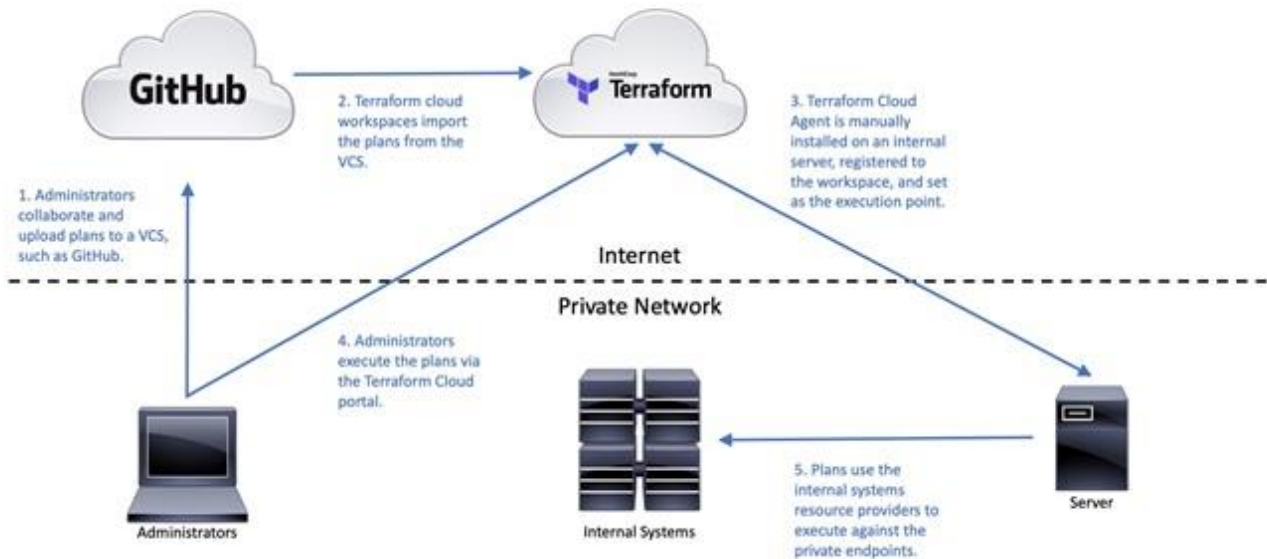 GitHub
HashiCorp
Terraform
2. Terraform cloud
workspaces import
the plans from the
VCS.
3. Terraform Cloud
Agent is manually
installed on an internal
server, registered to
the workspace, and set
as the execution point.
1. Administrators
collaborate and
upload plans to a VCS,
such as GitHub.
Internet
Private Network
4. Administrators
execute the plans via
the Terraform Cloud
portal.
Administrators
Internal Systems
5. Plans use the
internal systems
resource providers to
execute against the
private endpoints.
Server